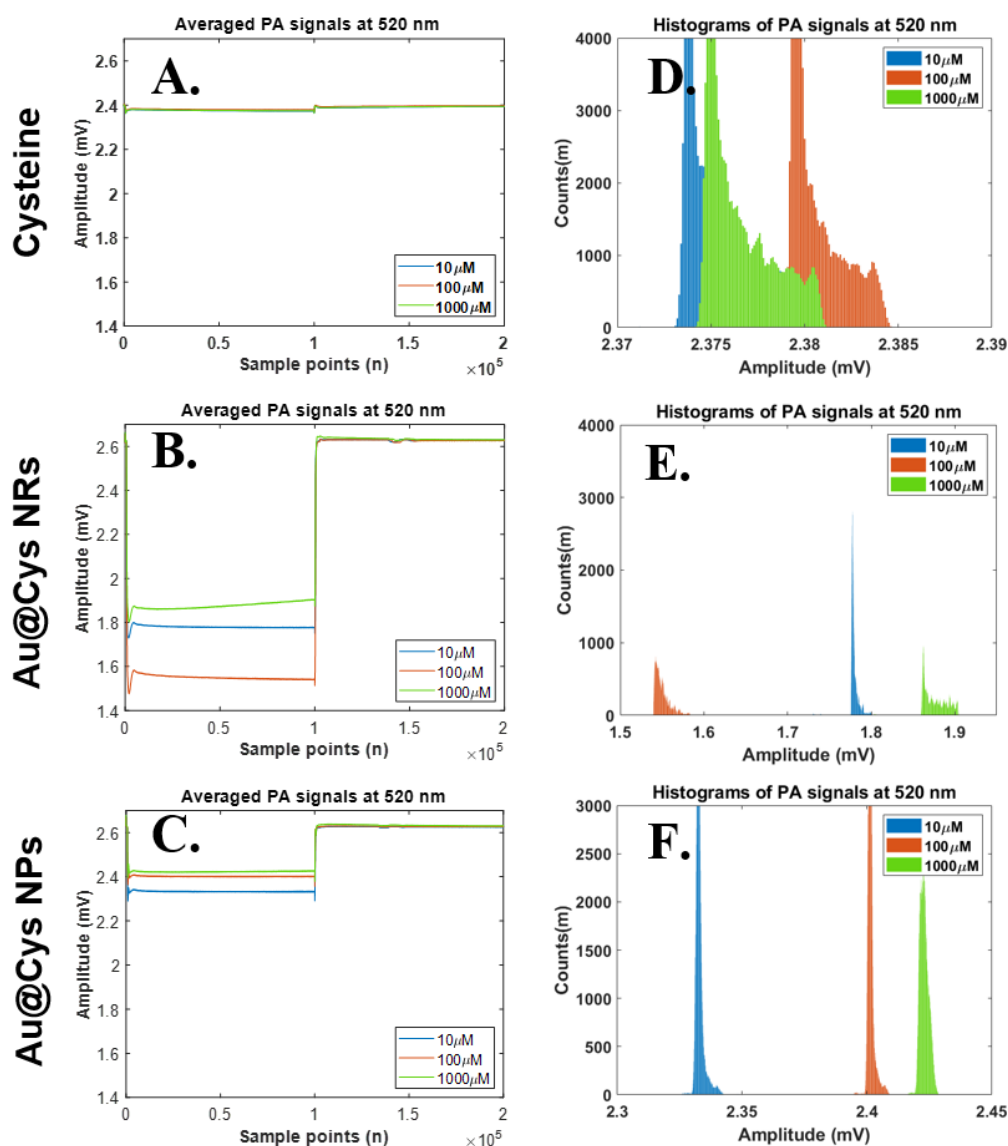 Cysteine
Averaged PA signals at 520 nm
A.
Amplitude (mV)
2.6
2.4
2.2
2
1.8
1.6
1.4
10μM
100μM
1000μM
0
0.5
1
1.5
2
Sample points (n)
×10^5
Histograms of PA signals at 520 nm
D.
Counts(m)
4000
3000
2000
1000
0
10μM
100μM
1000μM
2.37
2.375
2.38
2.385
2.39
Amplitude (mV)
Au@Cys NRs
Averaged PA signals at 520 nm
B.
Amplitude (mV)
2.6
2.4
2.2
2
1.8
1.6
1.4
10μM
100μM
1000μM
0
0.5
1
1.5
2
Sample points (n)
×10^5
Histograms of PA signals at 520 nm
E.
Counts(m)
4000
3000
2000
1000
0
10μM
100μM
1000μM
1.5
1.6
1.7
1.8
1.9
Amplitude (mV)
Au@Cys NPs
Averaged PA signals at 520 nm
C.
Amplitude (mV)
2.6
2.4
2.2
2
1.8
1.6
1.4
10μM
100μM
1000μM
0
0.5
1
1.5
2
Sample points (n)
×10^5
Histograms of PA signals at 520 nm
F.
Counts(m)
3000
2500
2000
1500
1000
500
0
10μM
100μM
1000μM
2.3
2.35
2.4
2.45
Amplitude (mV)